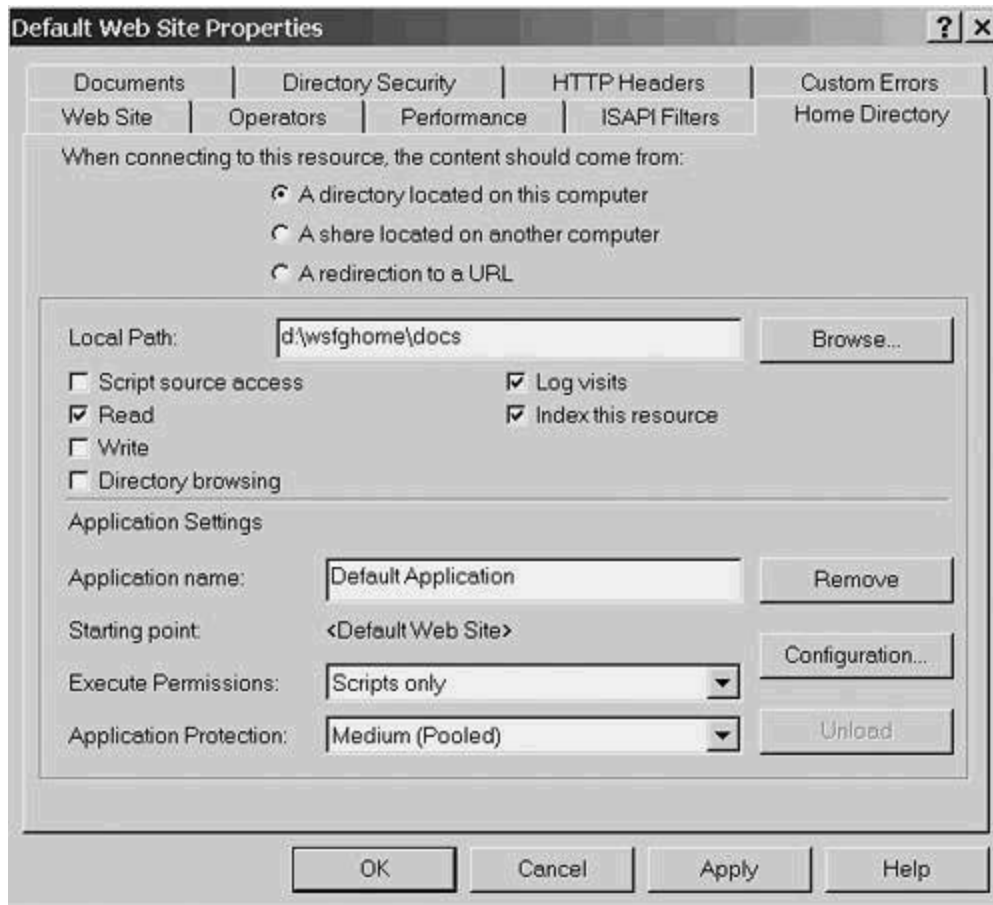 Default Web Site Properties
? ×
Documents Directory Security HTTP Headers Custom Errors
Web Site Operators Performance ISAPI Filters Home Directory
When connecting to this resource, the content should come from:
A directory located on this computer
A share located on another computer
A redirection to a URL
Local Path: d:\wsfghome\docs Browse...
Script source access Log visits
Read Index this resource
Write
Directory browsing
Application Settings
Application name: Default Application Remove
Starting point: <Default Web Site>
Configuration...
Execute Permissions: Scripts only
Application Protection: Medium (Pooled) Unload
OK Cancel Apply Help